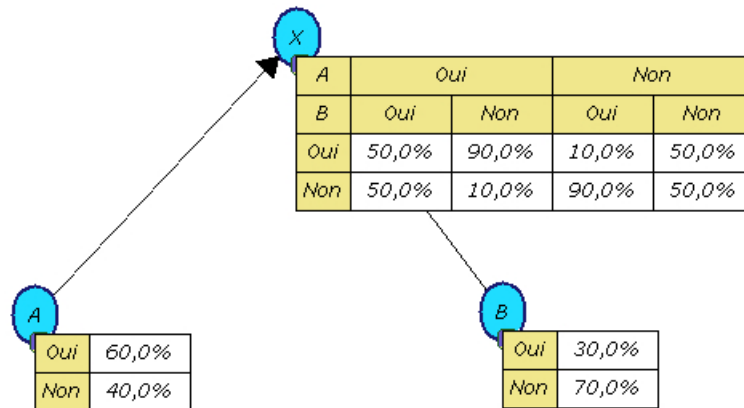 X
A Oui Non
B Oui Non Oui Non
Oui 50,0% 90,0% 10,0% 50,0%
Non 50,0% 10,0% 90,0% 50,0%
A
Oui 60,0%
Non 40,0%
B
Oui 30,0%
Non 70,0%